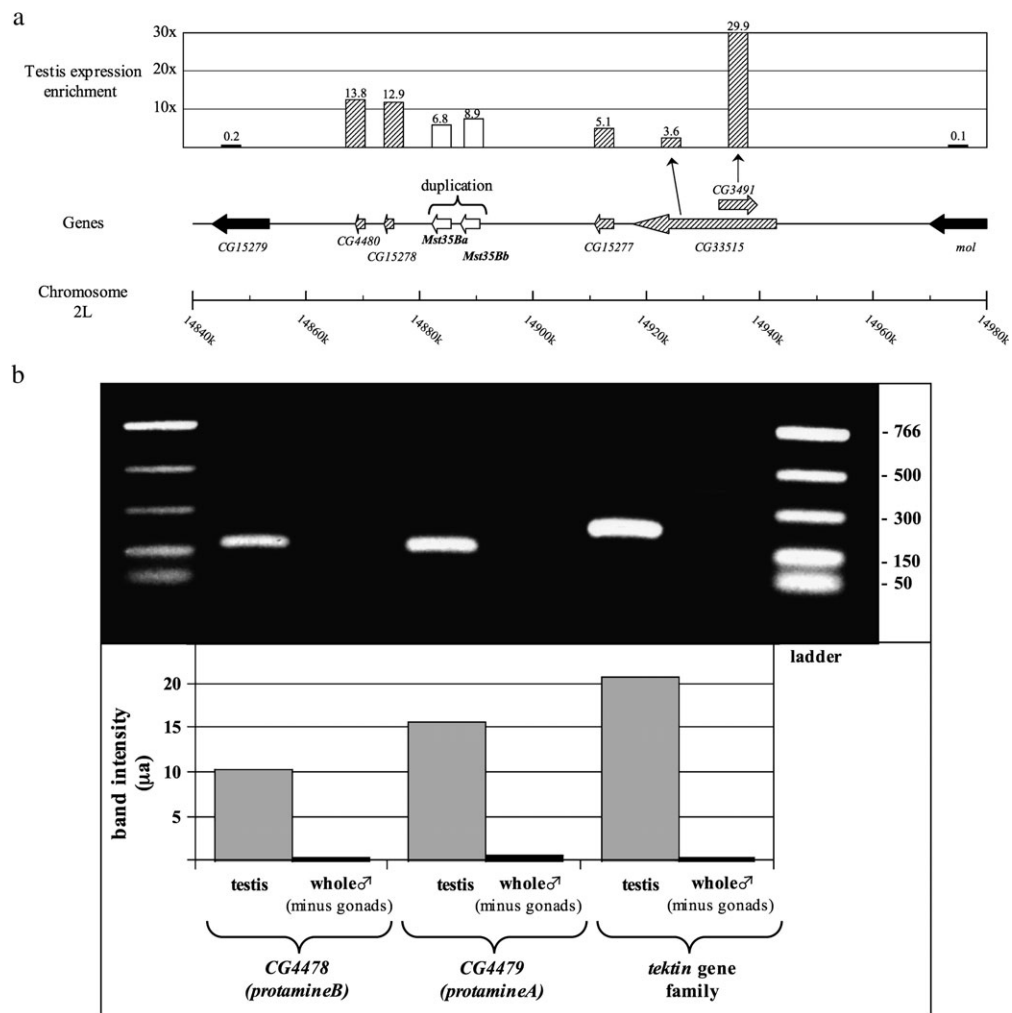 a
30x
20x
10x
Testis expression
enrichment
0.2
13.8
12.9
6.8
8.9
5.1
3.6
29.9
0.1
duplication
Genes
CG15279
CG4480
CG15278
Mst35Ba
Mst35Bb
CG15277
CG3491
CG33515
mol
Chromosome
2L
14840k
14860k
14880k
14900k
14920k
14940k
14960k
14980k
b
- 766
- 500
- 300
- 150
- 50
ladder
band intensity
(µa)
20
15
10
5
testis
whole♂
(minus gonads)
testis
whole♂
(minus gonads)
testis
whole♂
(minus gonads)
CG4478
(protamineB)
CG4479
(protamineA)
tektin gene
family